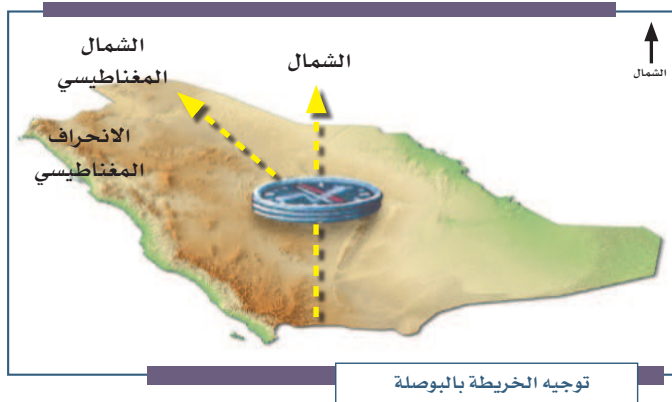 الشمال
الشمال
المغناطيسي
الشمال
الانحراف
المغناطيسي
توجيه الخريطة بالبوصلة